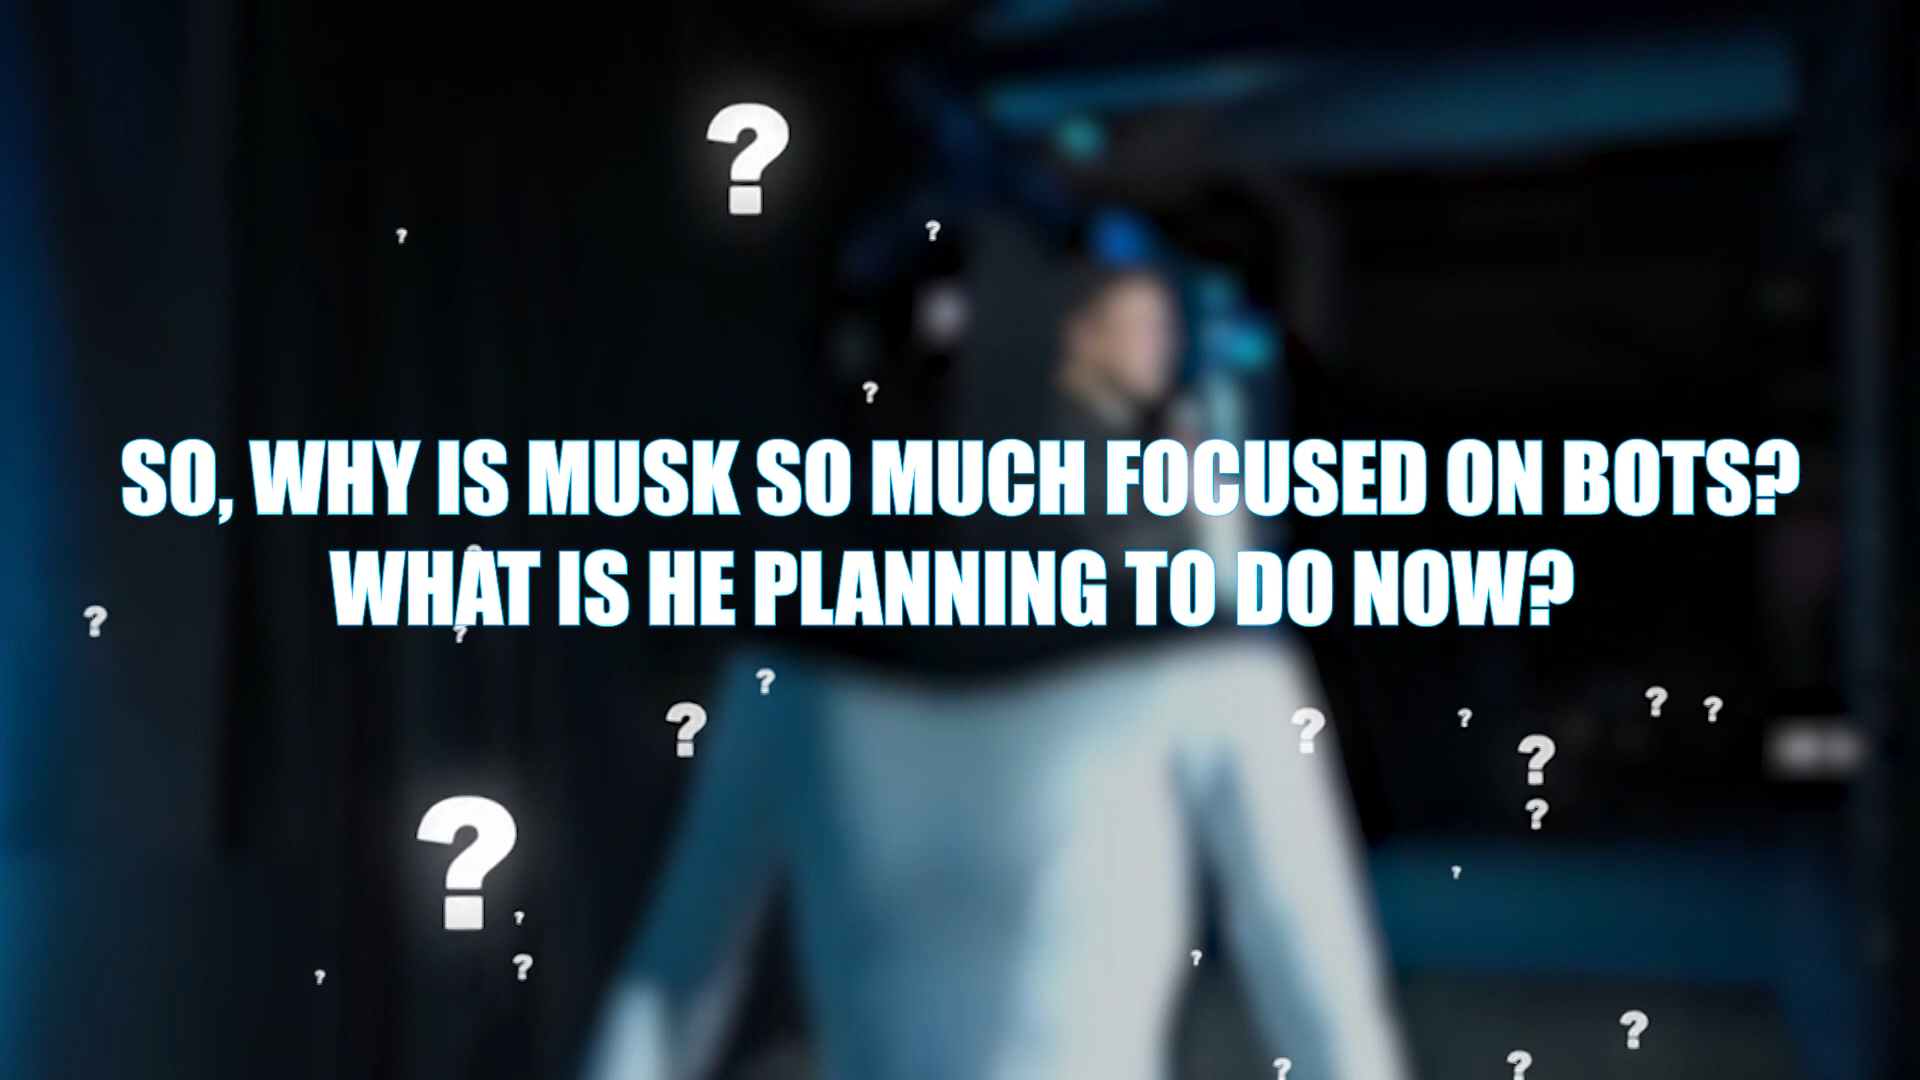 SO, WHY IS MUSK SO MUCH FOCUSED ON BOTS?
WHAT IS HE PLANNING TO DO NOW?